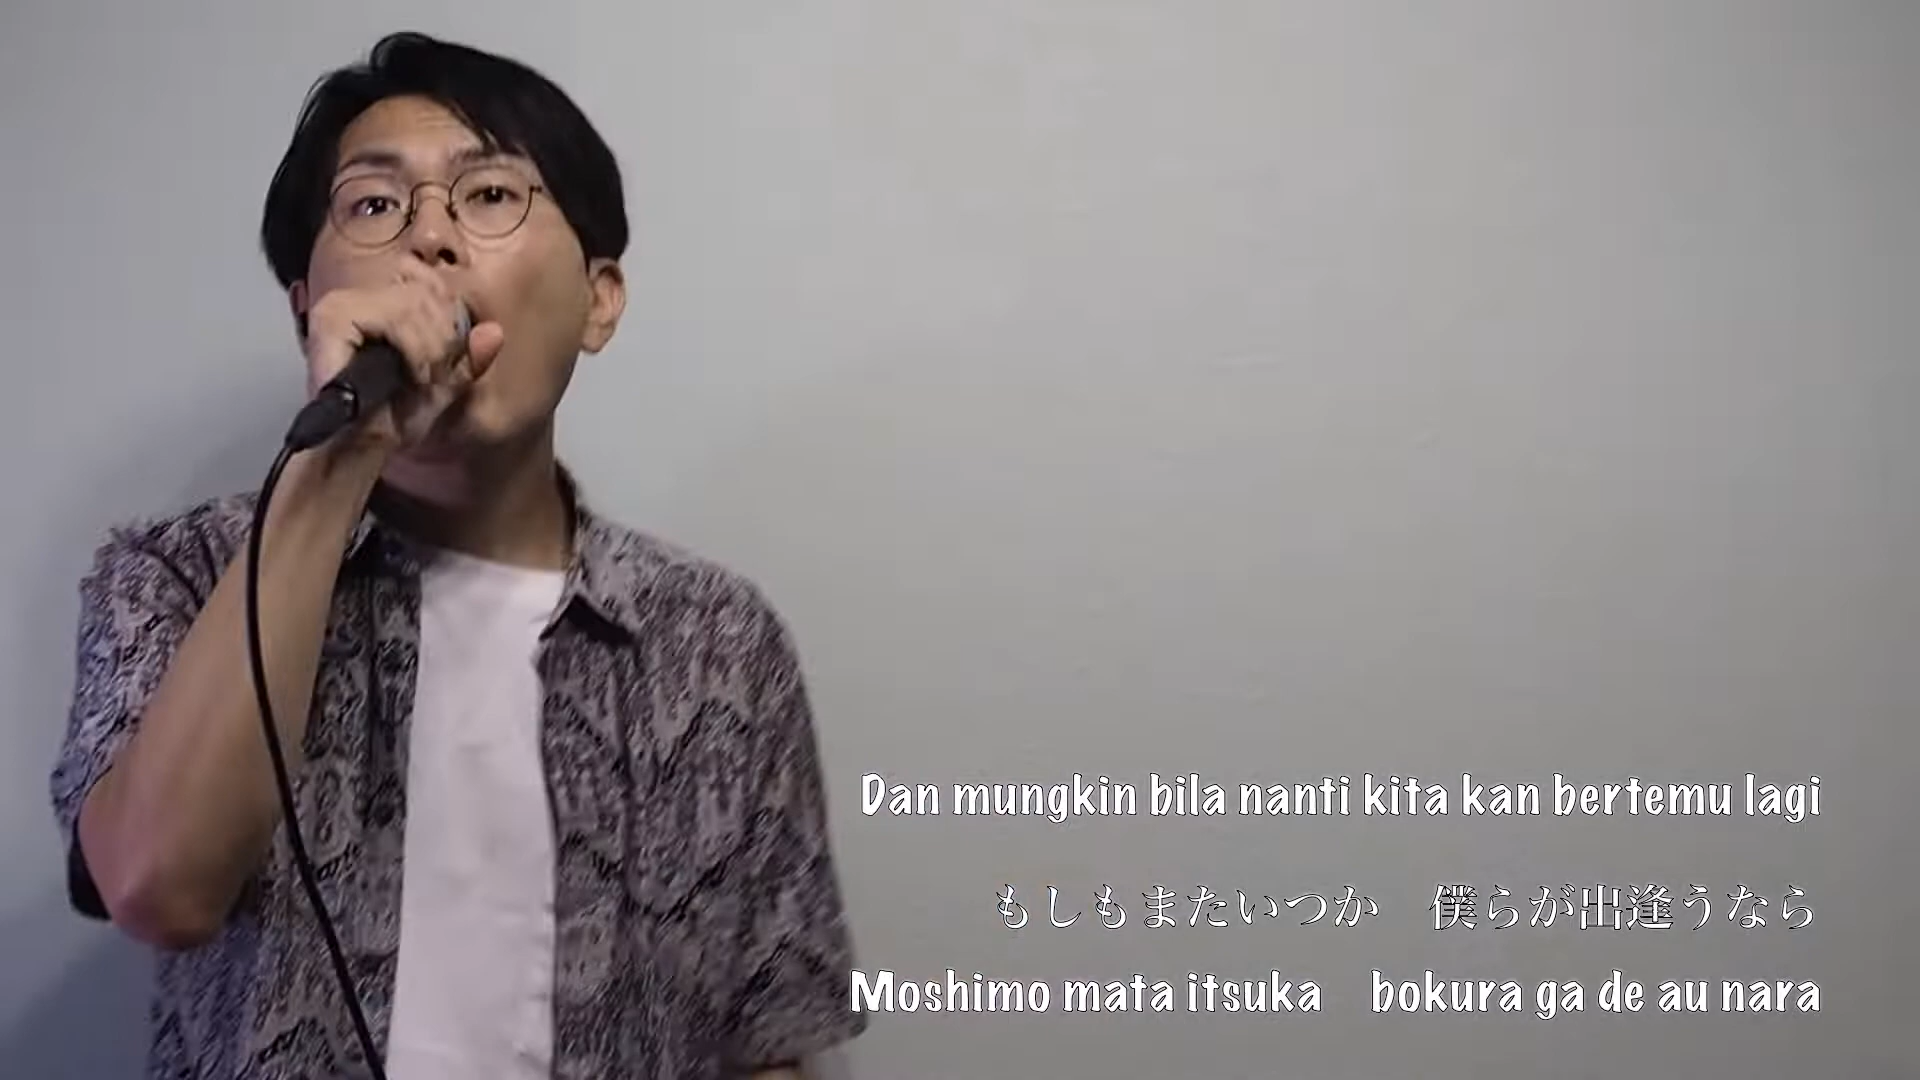 Dan mungkin bila nanti kita kan bertemu lagi
もしもまたいつか　僕らが出逢うなら
Moshimo mata itsuka　bokura ga de au nara